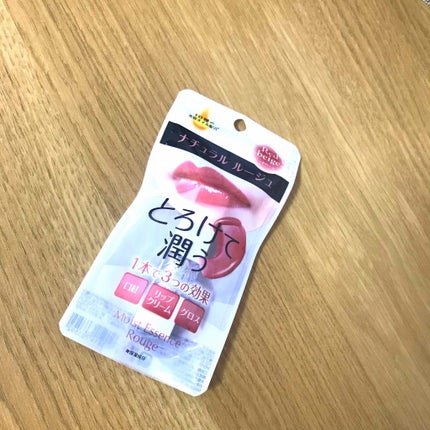 Red
beige
ナチュラル ルージュ
とろけて
潤う
1本で3つの効果
口紅
リップ
クリーム
グロス
Moist Essence
Rouge